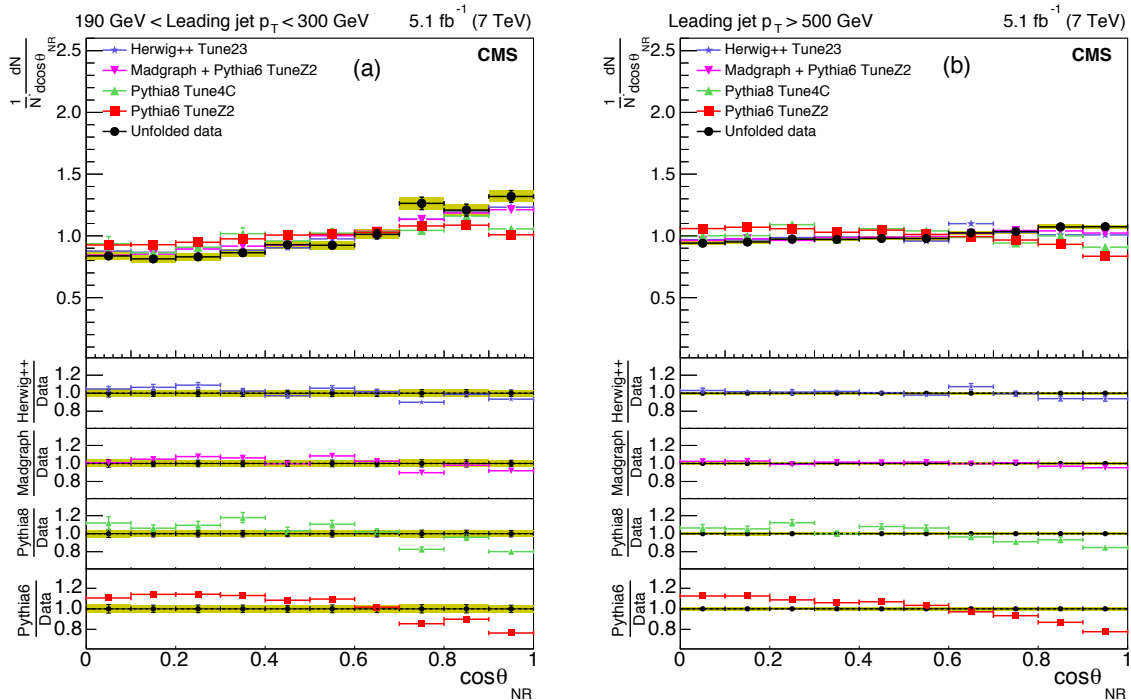 190 GeV < Leading jet pT < 300 GeV 5.1 fb-1 (7 TeV)
2.5
2.0
1.5
1.0
0.5
1/N · dN/dcosθNR
Herwig++ Tune23
Madgraph + Pythia6 TuneZ2
Pythia8 Tune4C
Pythia6 TuneZ2
Unfolded data
(a)
CMS
Herwig++
Data
1.2
1.0
0.8
Madgraph
Data
1.2
1.0
0.8
Pythia8
Data
1.2
1.0
0.8
Pythia6
Data
1.2
1.0
0.8
0 0.2 0.4 0.6 0.8 1
cosθNR
Leading jet pT > 500 GeV 5.1 fb-1 (7 TeV)
2.5
2.0
1.5
1.0
0.5
1/N · dN/dcosθNR
Herwig++ Tune23
Madgraph + Pythia6 TuneZ2
Pythia8 Tune4C
Pythia6 TuneZ2
Unfolded data
(b)
CMS
Herwig++
Data
1.2
1.0
0.8
Madgraph
Data
1.2
1.0
0.8
Pythia8
Data
1.2
1.0
0.8
Pythia6
Data
1.2
1.0
0.8
0 0.2 0.4 0.6 0.8 1
cosθNR